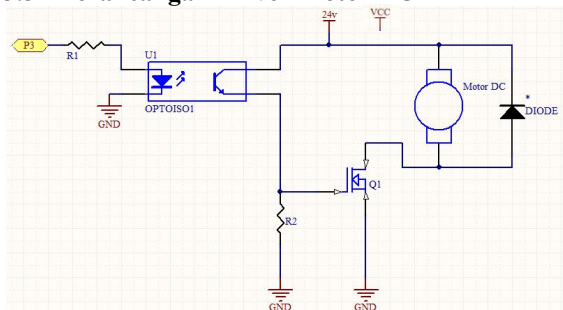 24v
VCC
P3
R1
U1
OPTOISO1
GND
Motor DC
*
DIODE
Q1
R2
GND
GND